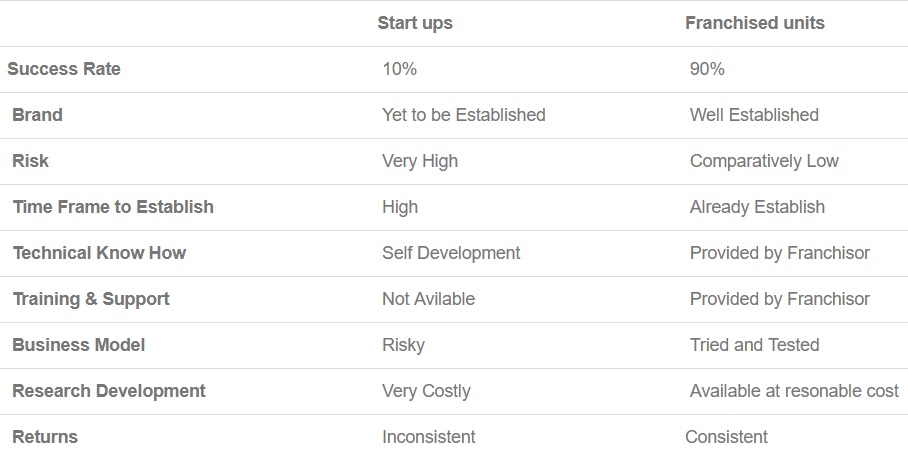 Start ups Franchised units
Success Rate 10% 90%
Brand Yet to be Established Well Established
Risk Very High Comparatively Low
Time Frame to Establish High Already Establish
Technical Know How Self Development Provided by Franchisor
Training & Support Not Avilable Provided by Franchisor
Business Model Risky Tried and Tested
Research Development Very Costly Available at resonable cost
Returns Inconsistent Consistent